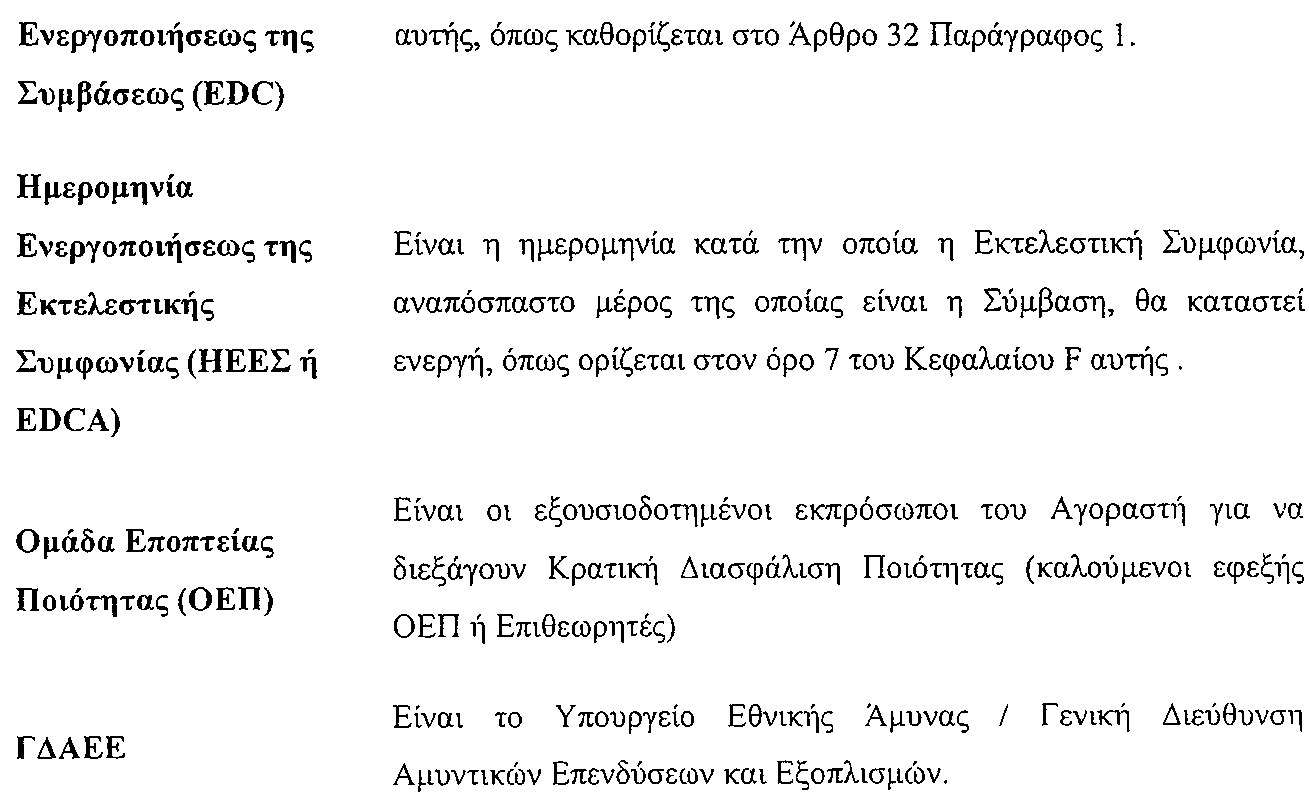 Ενεργοποιήσεως της
Συμβάσεως (EDC)
αυτής, όπως καθορίζεται στο Άρθρο 32 Παράγραφος 1.
Ημερομηνία
Ενεργοποιήσεως της
Εκτελεστικής
Συμφωνίας (ΗΕΕΣ ή
EDCA)
Είναι η ημερομηνία κατά την οποία η Εκτελεστική Συμφωνία,
αναπόσπαστο μέρος της οποίας είναι η Σύμβαση, θα καταστεί
ενεργή, όπως ορίζεται στον όρο 7 του Κεφαλαίου F αυτής .
Ομάδα Εποπτείας
Ποιότητας (ΟΕΠ)
Είναι οι εξουσιοδοτημένοι εκπρόσωποι του Αγοραστή για να
διεξάγουν Κρατική Διασφάλιση Ποιότητας (καλούμενοι εφεξής
ΟΕΠ ή Επιθεωρητές)
ΓΔΑΕΕ
Είναι το Υπουργείο Εθνικής Άμυνας / Γενική Διεύθυνση
Αμυντικών Επενδύσεων και Εξοπλισμών.